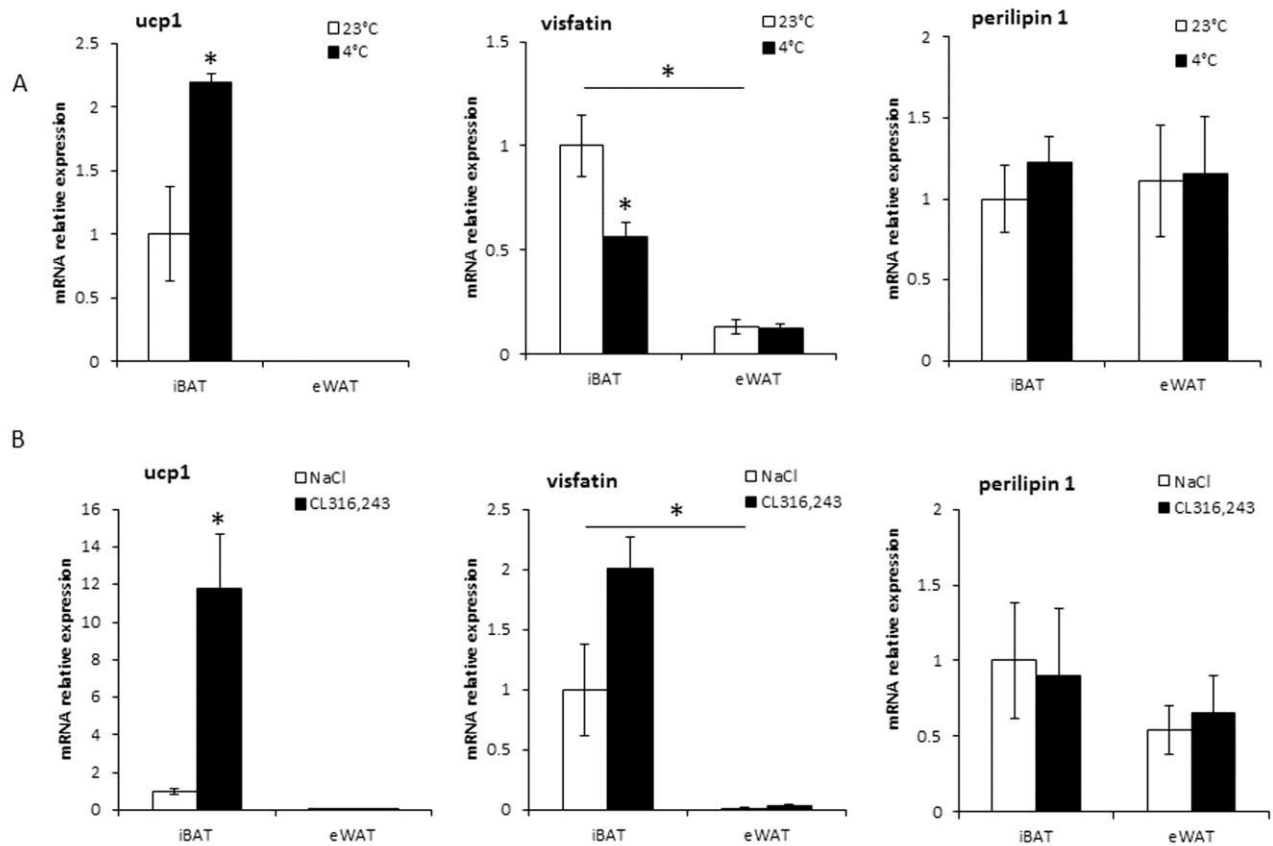 A
ucp1
23°C
4°C
mRNA relative expression
2.5
2
1.5
1
0.5
0
iBAT
eWAT
*
visfatin
23°C
4°C
mRNA relative expression
1.5
1
0.5
0
iBAT
eWAT
*
*
perilipin 1
23°C
4°C
mRNA relative expression
2
1.5
1
0.5
0
iBAT
eWAT
B
ucp1
NaCl
CL316,243
mRNA relative expression
16
14
12
10
8
6
4
2
0
iBAT
eWAT
*
visfatin
NaCl
CL316,243
mRNA relative expression
2.5
2
1.5
1
0.5
0
iBAT
eWAT
*
perilipin 1
NaCl
CL316,243
mRNA relative expression
2
1.5
1
0.5
0
iBAT
eWAT